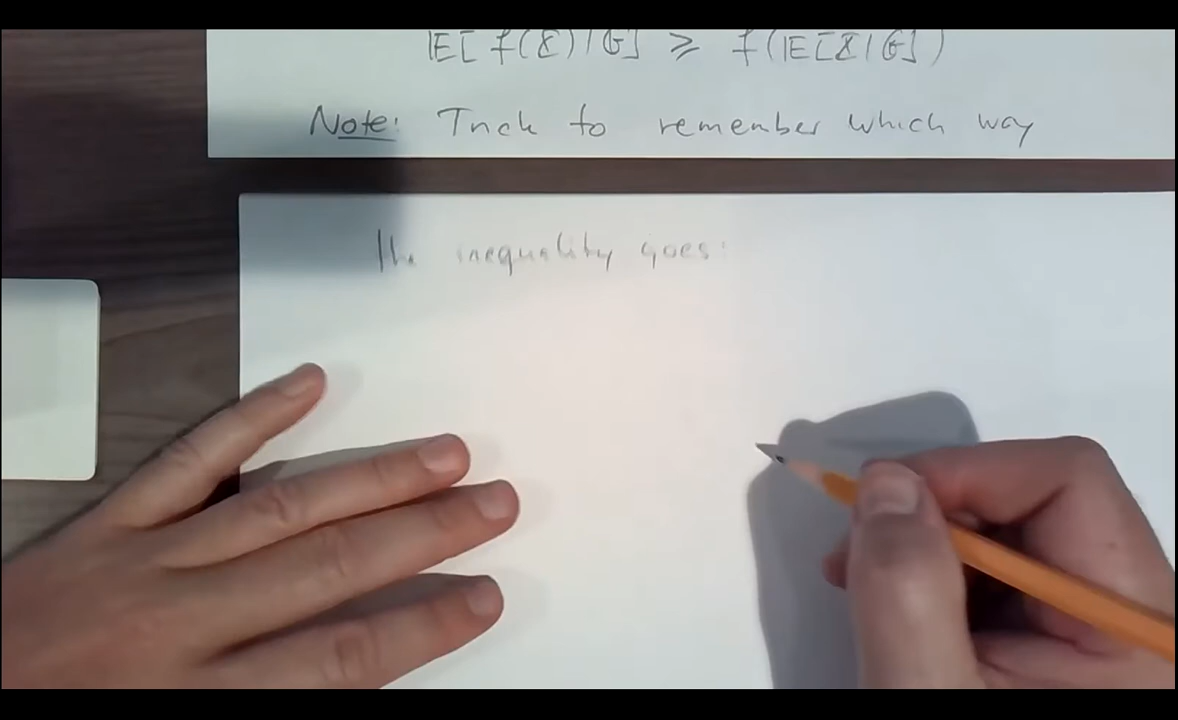 𝔼[f(X)|G] ≥ f(𝔼[X|G])
Note: Trick to remember which way
the inequality goes: